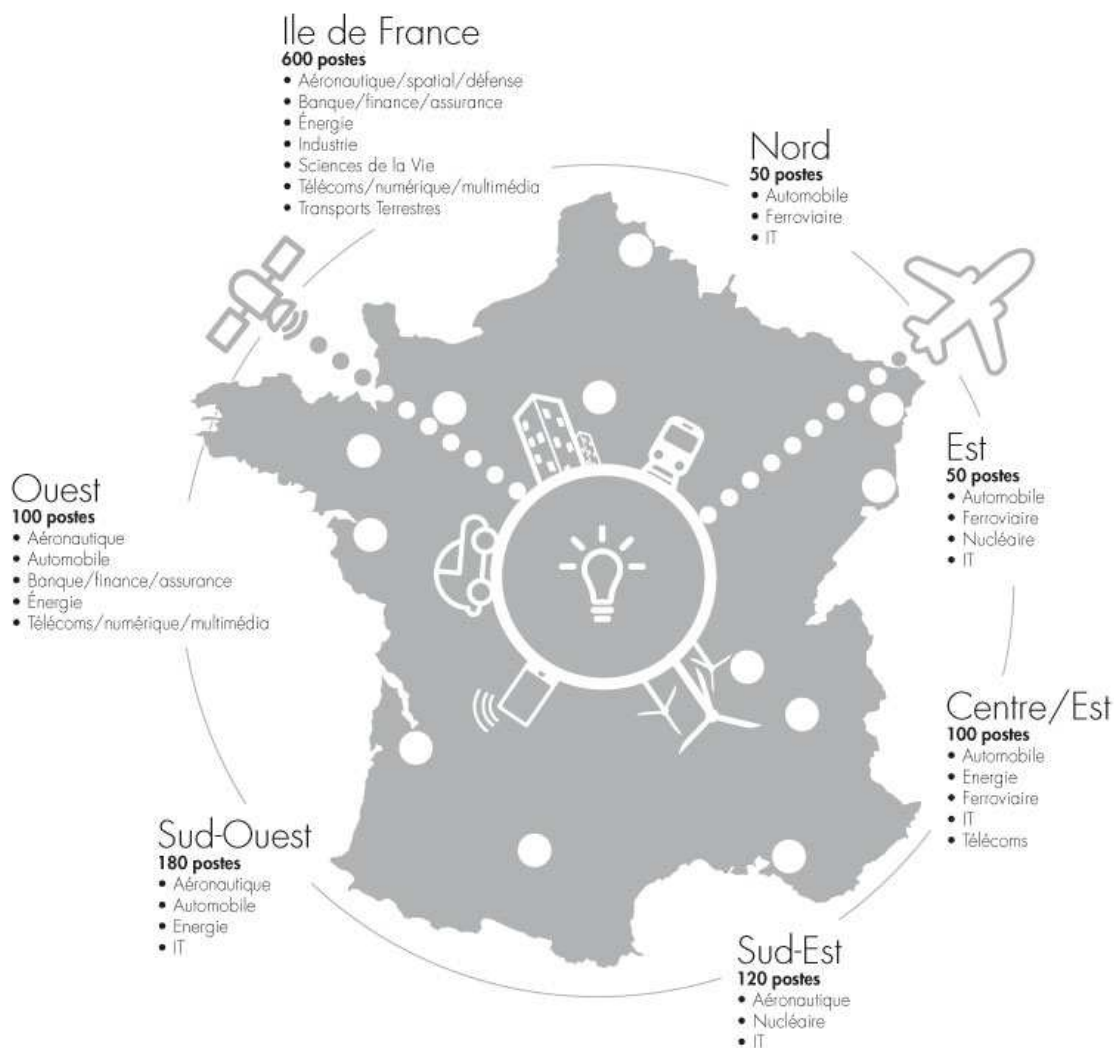 Ile de France
600 postes
• Aéronautique/spatial/défense
• Banque/finance/assurance
• Énergie
• Industrie
• Sciences de la Vie
• Télécoms/numérique/multimédia
• Transports Terrestres
Nord
50 postes
• Automobile
• Ferroviaire
• IT
Est
50 postes
• Automobile
• Ferroviaire
• Nucléaire
• IT
Ouest
100 postes
• Aéronautique
• Automobile
• Banque/finance/assurance
• Énergie
• Télécoms/numérique/multimédia
Centre/Est
100 postes
• Automobile
• Energie
• Ferroviaire
• IT
• Télécoms
Sud-Ouest
180 postes
• Aéronautique
• Automobile
• Energie
• IT
Sud-Est
120 postes
• Aéronautique
• Nucléaire
• IT